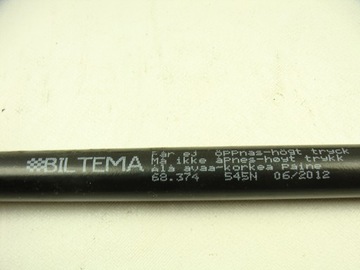 BILTEMA
Får ej öppnas-högt tryck
Må ikke åpnes-høyt trykk
Älä avaa-korkea Paine
68.374 545N 06/2012